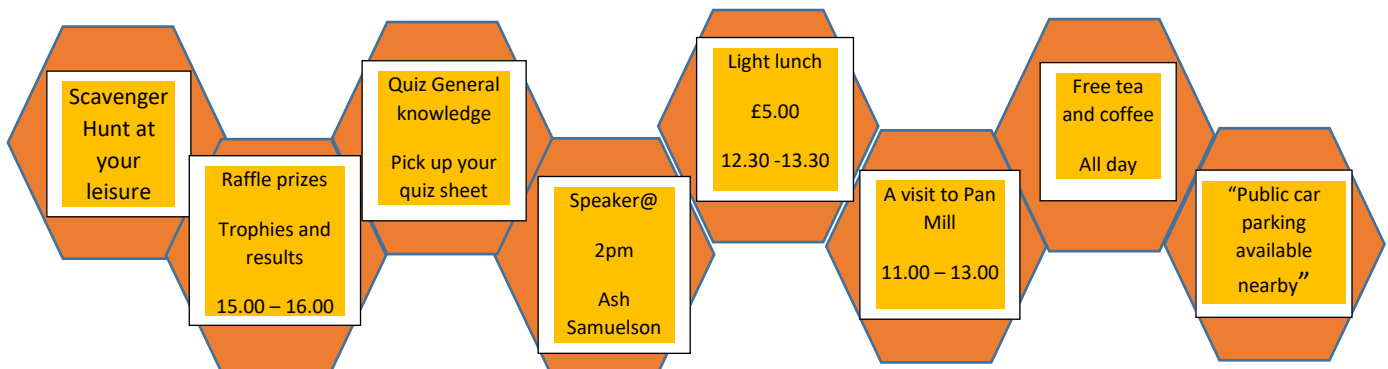 Scavenger
Hunt at
your
leisure
Raffle prizes
Trophies and
results
15.00 – 16.00
Quiz General
knowledge
Pick up your
quiz sheet
Speaker@
2pm
Ash
Samuelson
Light lunch
£5.00
12.30 -13.30
A visit to Pan
Mill
11.00 – 13.00
Free tea
and coffee
All day
“Public car
parking
available
nearby”